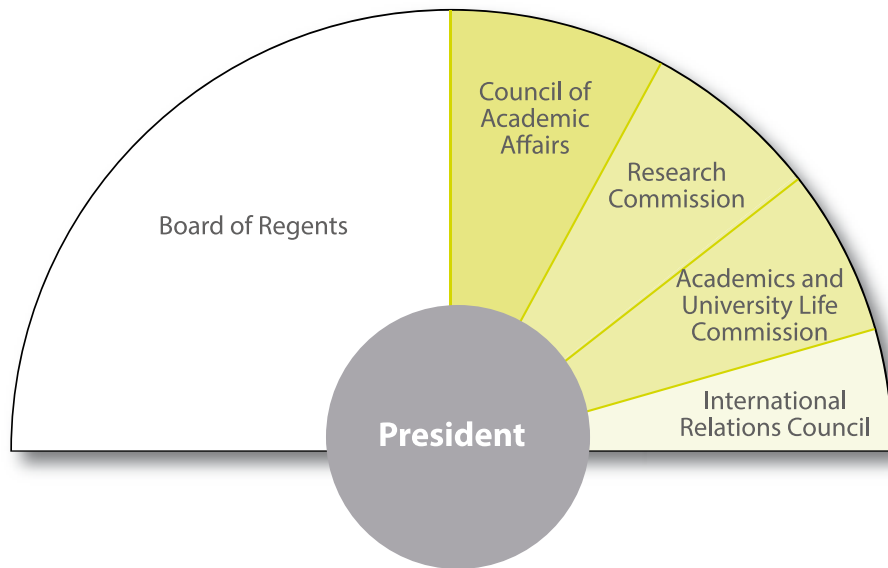 Board of Regents
Council of
Academic
Affairs
Research
Commission
Academics and
University Life
Commission
International
Relations Council
President